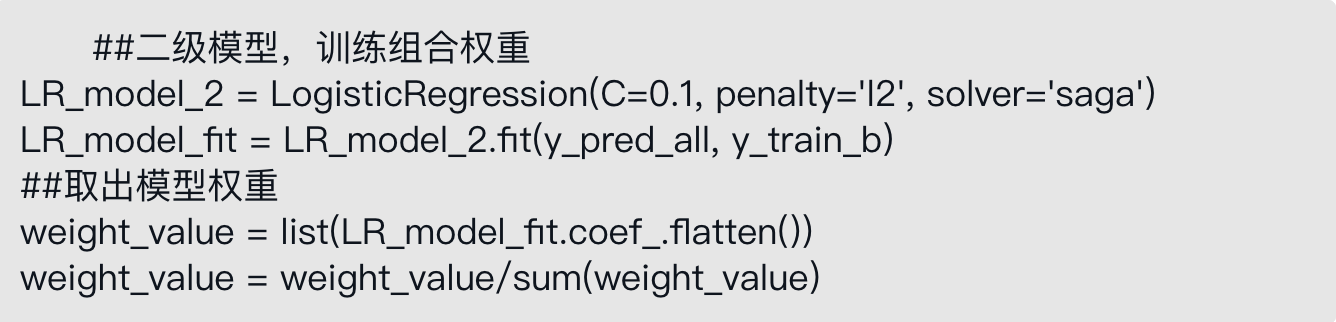 ##二级模型，训练组合权重
LR_model_2 = LogisticRegression(C=0.1, penalty='l2', solver='saga')
LR_model_fit = LR_model_2.fit(y_pred_all, y_train_b)
##取出模型权重
weight_value = list(LR_model_fit.coef_.flatten())
weight_value = weight_value/sum(weight_value)